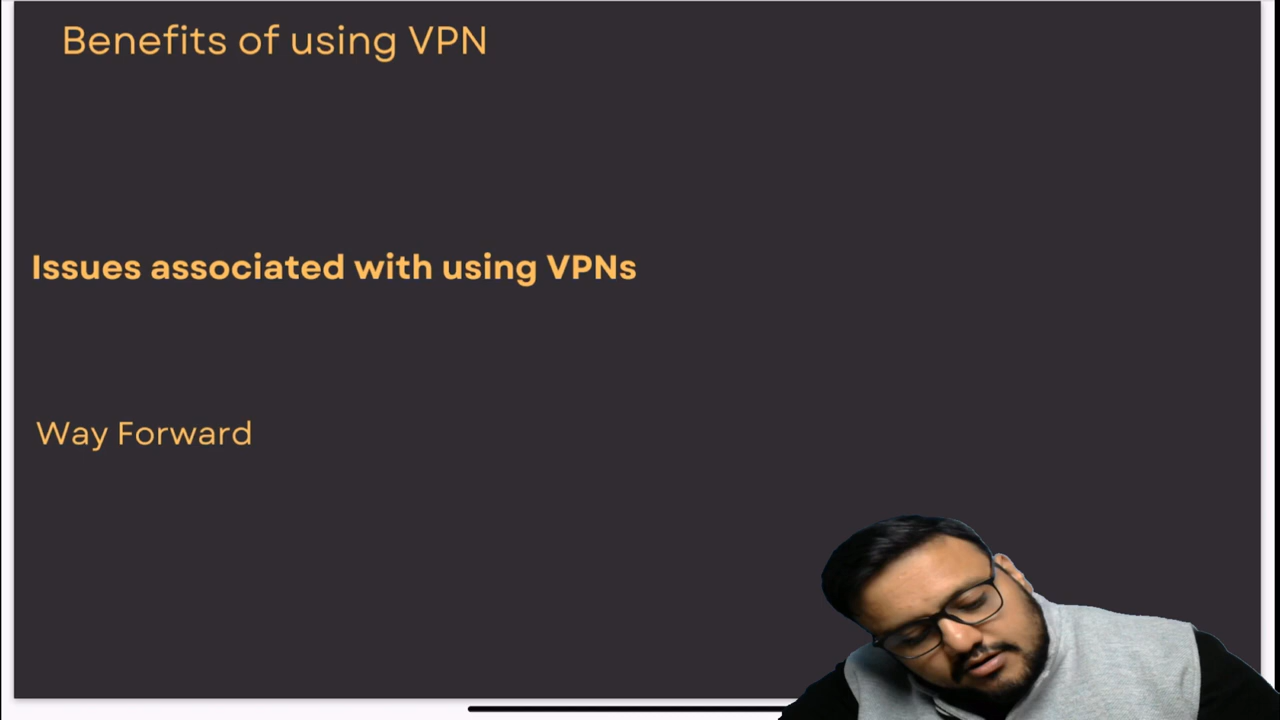 Benefits of using VPN
Issues associated with using VPNs
Way Forward